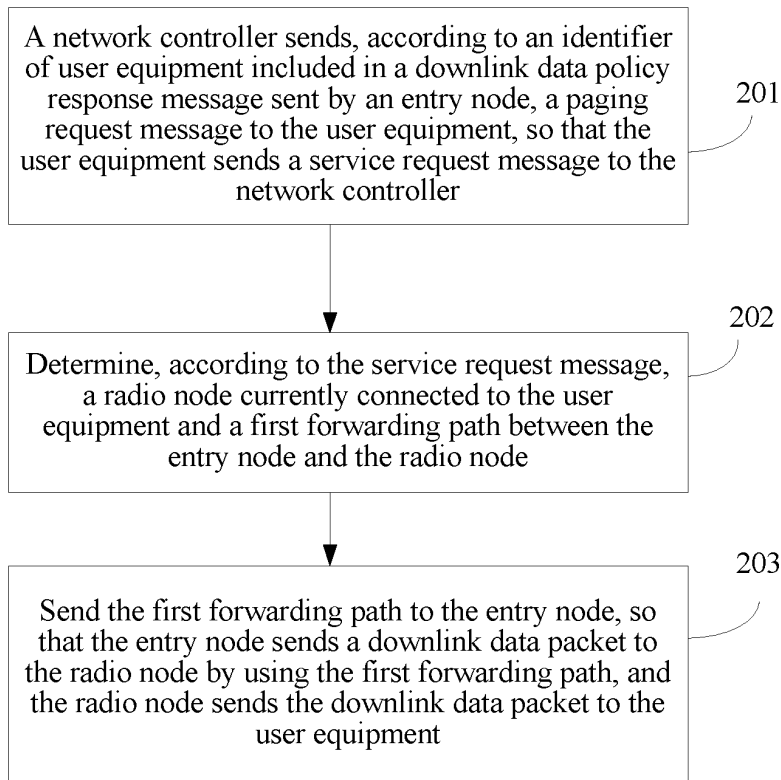 A network controller sends, according to an identifier
of user equipment included in a downlink data policy
response message sent by an entry node, a paging
request message to the user equipment, so that the
user equipment sends a service request message to the
network controller
201
Determine, according to the service request message,
a radio node currently connected to the user
equipment and a first forwarding path between the
entry node and the radio node
202
Send the first forwarding path to the entry node, so
that the entry node sends a downlink data packet to
the radio node by using the first forwarding path, and
the radio node sends the downlink data packet to the
user equipment
203